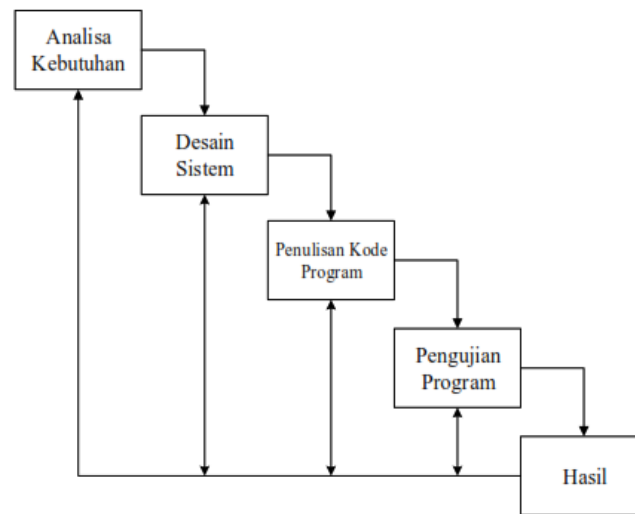 Analisa
Kebutuhan
Desain
Sistem
Penulisan Kode
Program
Pengujian
Program
Hasil